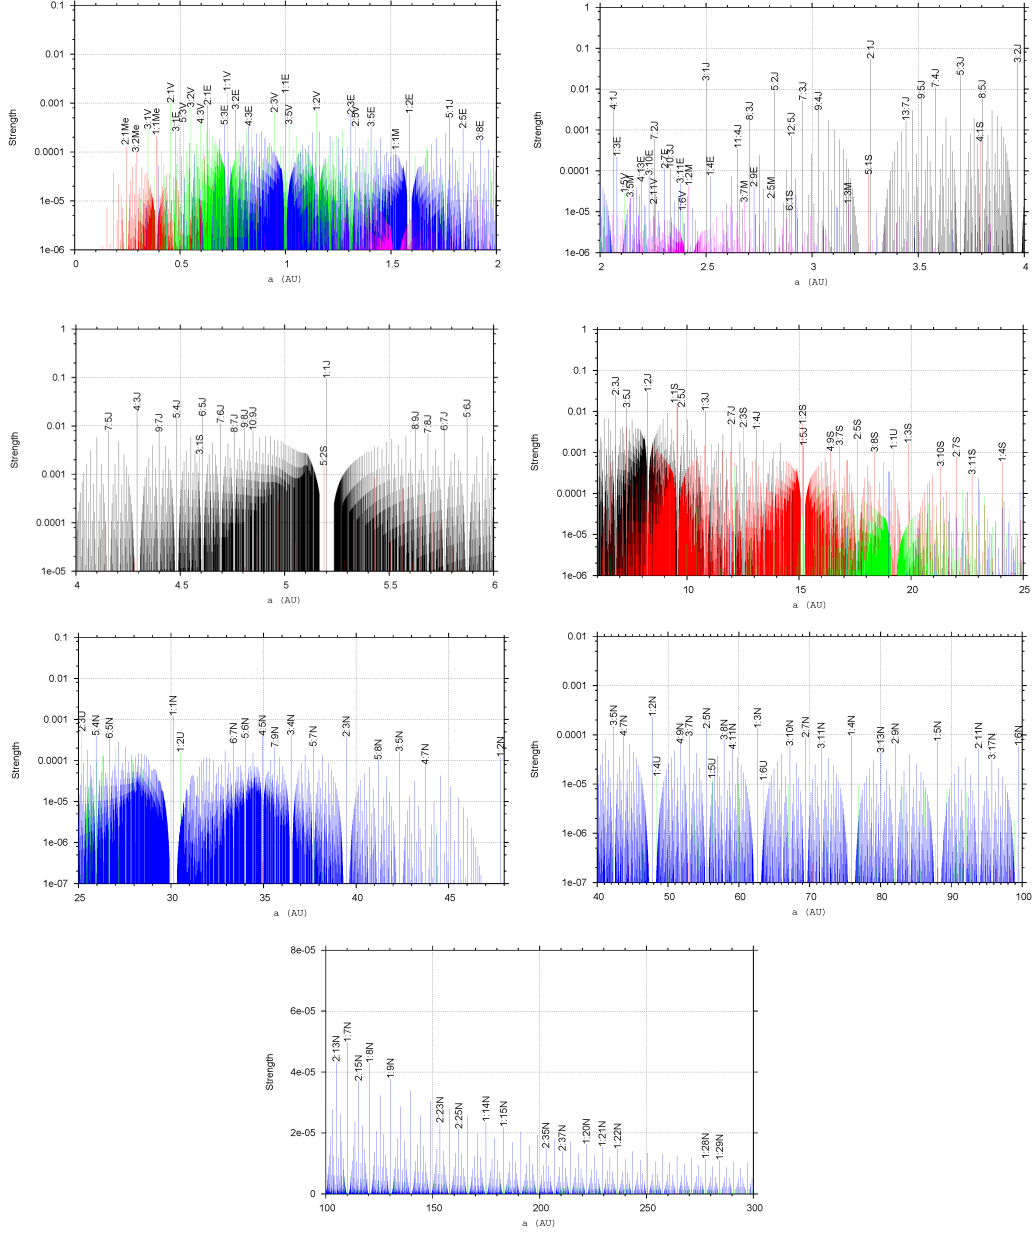 0.1
0.01
0.001
0.0001
1e-05
1e-06
Strength
2:1Me
3:2Me
3:1V
1:1Me
2:1V
3:1E
5:3V
3:2V
4:3V
2:1E
5:3E
1:1V
3:2E
4:3E
2:3V
1:1E
3:5V
1:2V
2:3E
2:5V
3:5E
1:1M
1:2E
5:1J
2:5E
3:8E
0
0.5
1
1.5
2
a (AU)
1
0.1
0.01
0.001
0.0001
1e-05
1e-06
Strength
4:1J
1:3E
1:5V
3:5M
4:13E
3:10E
7:2J
2:11V
2:7E
10:3J
3:11E
1:6V
1:2M
3:1J
1:4E
11:4J
3:7M
8:3J
2:9E
2:5M
5:2J
12:5J
6:1S
7:3J
9:4J
1:3M
5:1S
2:1J
13:7J
9:5J
7:4J
5:3J
4:1S
8:5J
3:2J
2
2.5
3
3.5
4
a (AU)
1
0.1
0.01
0.001
0.0001
1e-05
Strength
7:5J
4:3J
9:7J
5:4J
3:1S
6:5J
7:6J
8:7J
9:8J
10:9J
5:2S
1:1J
8:9J
7:8J
6:7J
5:6J
4
4.5
5
5.5
6
a (AU)
1
0.1
0.01
0.001
0.0001
1e-05
1e-06
Strength
2:3J
3:5J
1:2J
1:1S
2:5J
1:3J
2:7J
2:3S
1:4J
1:5J
1:2S
4:9S
3:7S
2:5S
3:8S
1:1U
1:3S
3:10S
2:7S
3:11S
1:4S
10
15
20
25
a (AU)
0.1
0.01
0.001
0.0001
1e-05
1e-06
1e-07
Strength
2:3U
5:4N
6:5N
1:1N
1:2U
6:7N
5:6N
4:5N
7:9N
3:4N
5:7N
2:3N
5:8N
3:5N
4:7N
1:2N
25
30
35
40
45
a (AU)
0.01
0.001
0.0001
1e-05
1e-06
1e-07
Strength
3:5N
4:7N
1:2N
1:4U
4:9N
3:7N
2:5N
1:5U
3:8N
4:11N
1:3N
1:6U
3:10N
2:7N
3:11N
1:4N
3:13N
2:9N
1:5N
2:11N
3:17N
1:6N
40
50
60
70
80
90
100
a (AU)
8e-05
6e-05
4e-05
2e-05
0
Strength
2:13N
1:7N
2:15N
1:8N
1:9N
2:23N
2:25N
1:14N
1:15N
2:35N
2:37N
1:20N
1:21N
1:22N
1:28N
1:29N
100
150
200
250
300
a (AU)